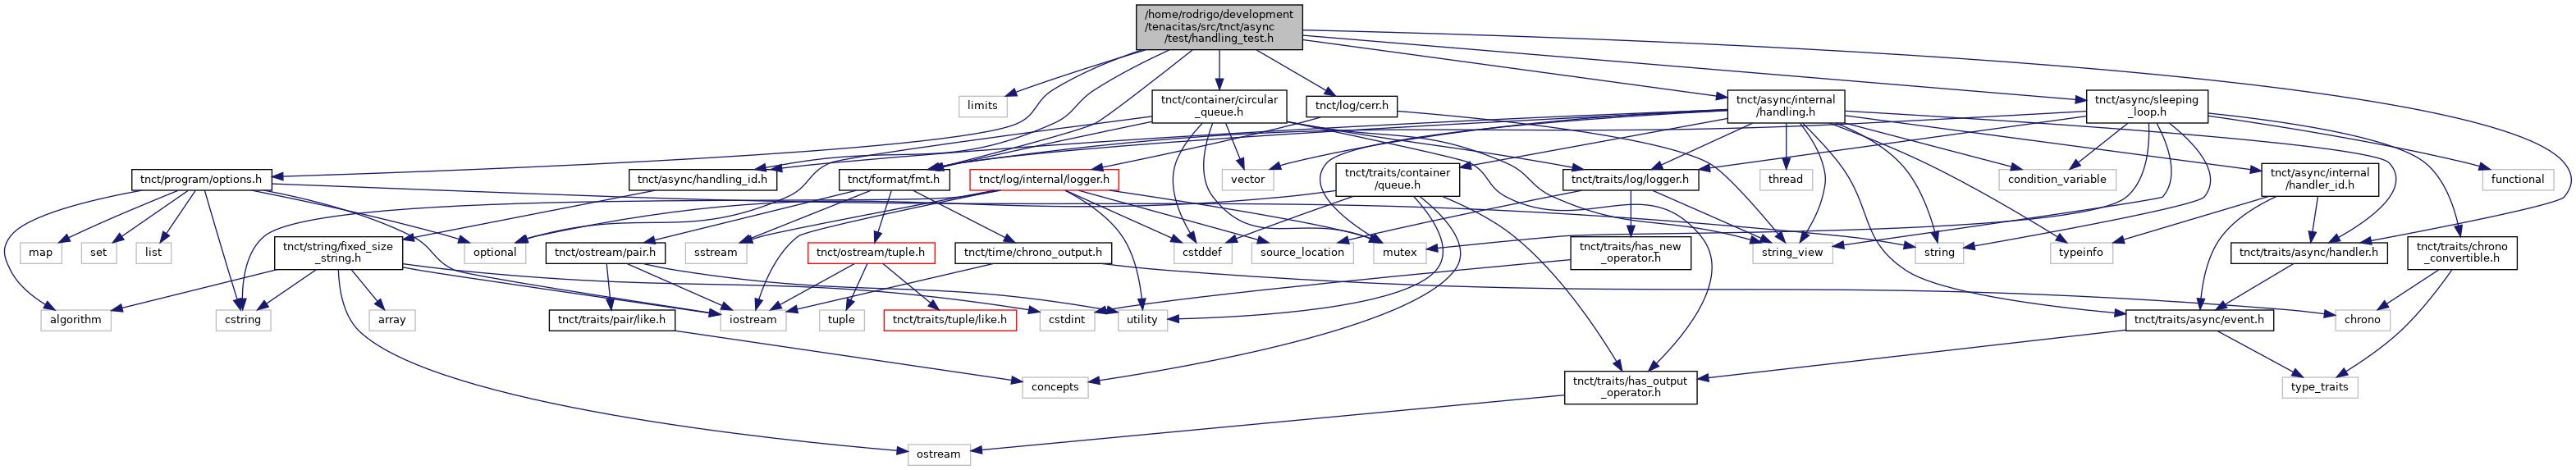 /home/rodrigo/development
/tenacitas/src/tnct/async
/test/handling_test.h
limits
tnct/container/circular
_queue.h
tnct/log/cerr.h
tnct/async/internal
/handling.h
tnct/async/sleeping
_loop.h
tnct/program/options.h
tnct/async/handling_id.h
tnct/format/fmt.h
tnct/log/internal/logger.h
vector
tnct/traits/container
/queue.h
tnct/traits/log/logger.h
thread
condition_variable
tnct/async/internal
/handler_id.h
functional
map
set
list
tnct/string/fixed_size
_string.h
optional
tnct/ostream/pair.h
sstream
tnct/ostream/tuple.h
tnct/time/chrono_output.h
cstddef
source_location
mutex
tnct/traits/has_new
_operator.h
string_view
string
typeinfo
tnct/traits/async/handler.h
tnct/traits/chrono
_convertible.h
algorithm
cstring
array
tnct/traits/pair/like.h
iostream
tuple
tnct/traits/tuple/like.h
cstdint
utility
tnct/traits/async/event.h
chrono
concepts
tnct/traits/has_output
_operator.h
type_traits
ostream